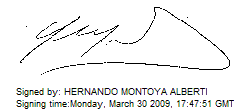 Signed by: HERNANDO MONTOYA ALBERTI
Signing time:Monday, March 30 2009, 17:47:51 GMT